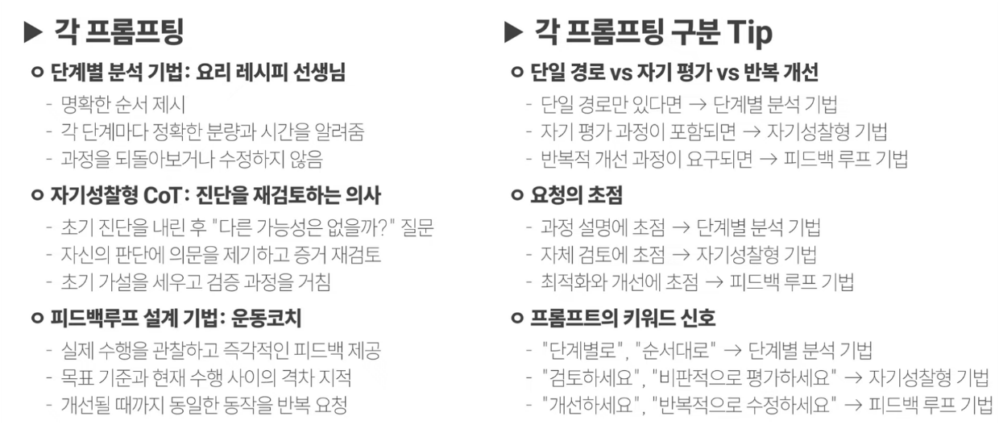 ▶ 각 프롬프팅
ㅇ 단계별 분석 기법: 요리 레시피 선생님
- 명확한 순서 제시
- 각 단계마다 정확한 분량과 시간을 알려줌
- 과정을 되돌아보거나 수정하지 않음
ㅇ 자기성찰형 CoT: 진단을 재검토하는 의사
- 초기 진단을 내린 후 "다른 가능성은 없을까?" 질문
- 자신의 판단에 의문을 제기하고 증거 재검토
- 초기 가설을 세우고 검증 과정을 거침
ㅇ 피드백루프 설계 기법: 운동코치
- 실제 수행을 관찰하고 즉각적인 피드백 제공
- 목표 기준과 현재 수행 사이의 격차 지적
- 개선될 때까지 동일한 동작을 반복 요청
▶ 각 프롬프팅 구분 Tip
ㅇ 단일 경로 vs 자기 평가 vs 반복 개선
- 단일 경로만 있다면 → 단계별 분석 기법
- 자기 평가 과정이 포함되면 → 자기성찰형 기법
- 반복적 개선 과정이 요구되면 → 피드백 루프 기법
ㅇ 요청의 초점
- 과정 설명에 초점 → 단계별 분석 기법
- 자체 검토에 초점 → 자기성찰형 기법
- 최적화와 개선에 초점 → 피드백 루프 기법
ㅇ 프롬프트의 키워드 신호
- "단계별로", "순서대로" → 단계별 분석 기법
- "검토하세요", "비판적으로 평가하세요" → 자기성찰형 기법
- "개선하세요", "반복적으로 수정하세요" → 피드백 루프 기법